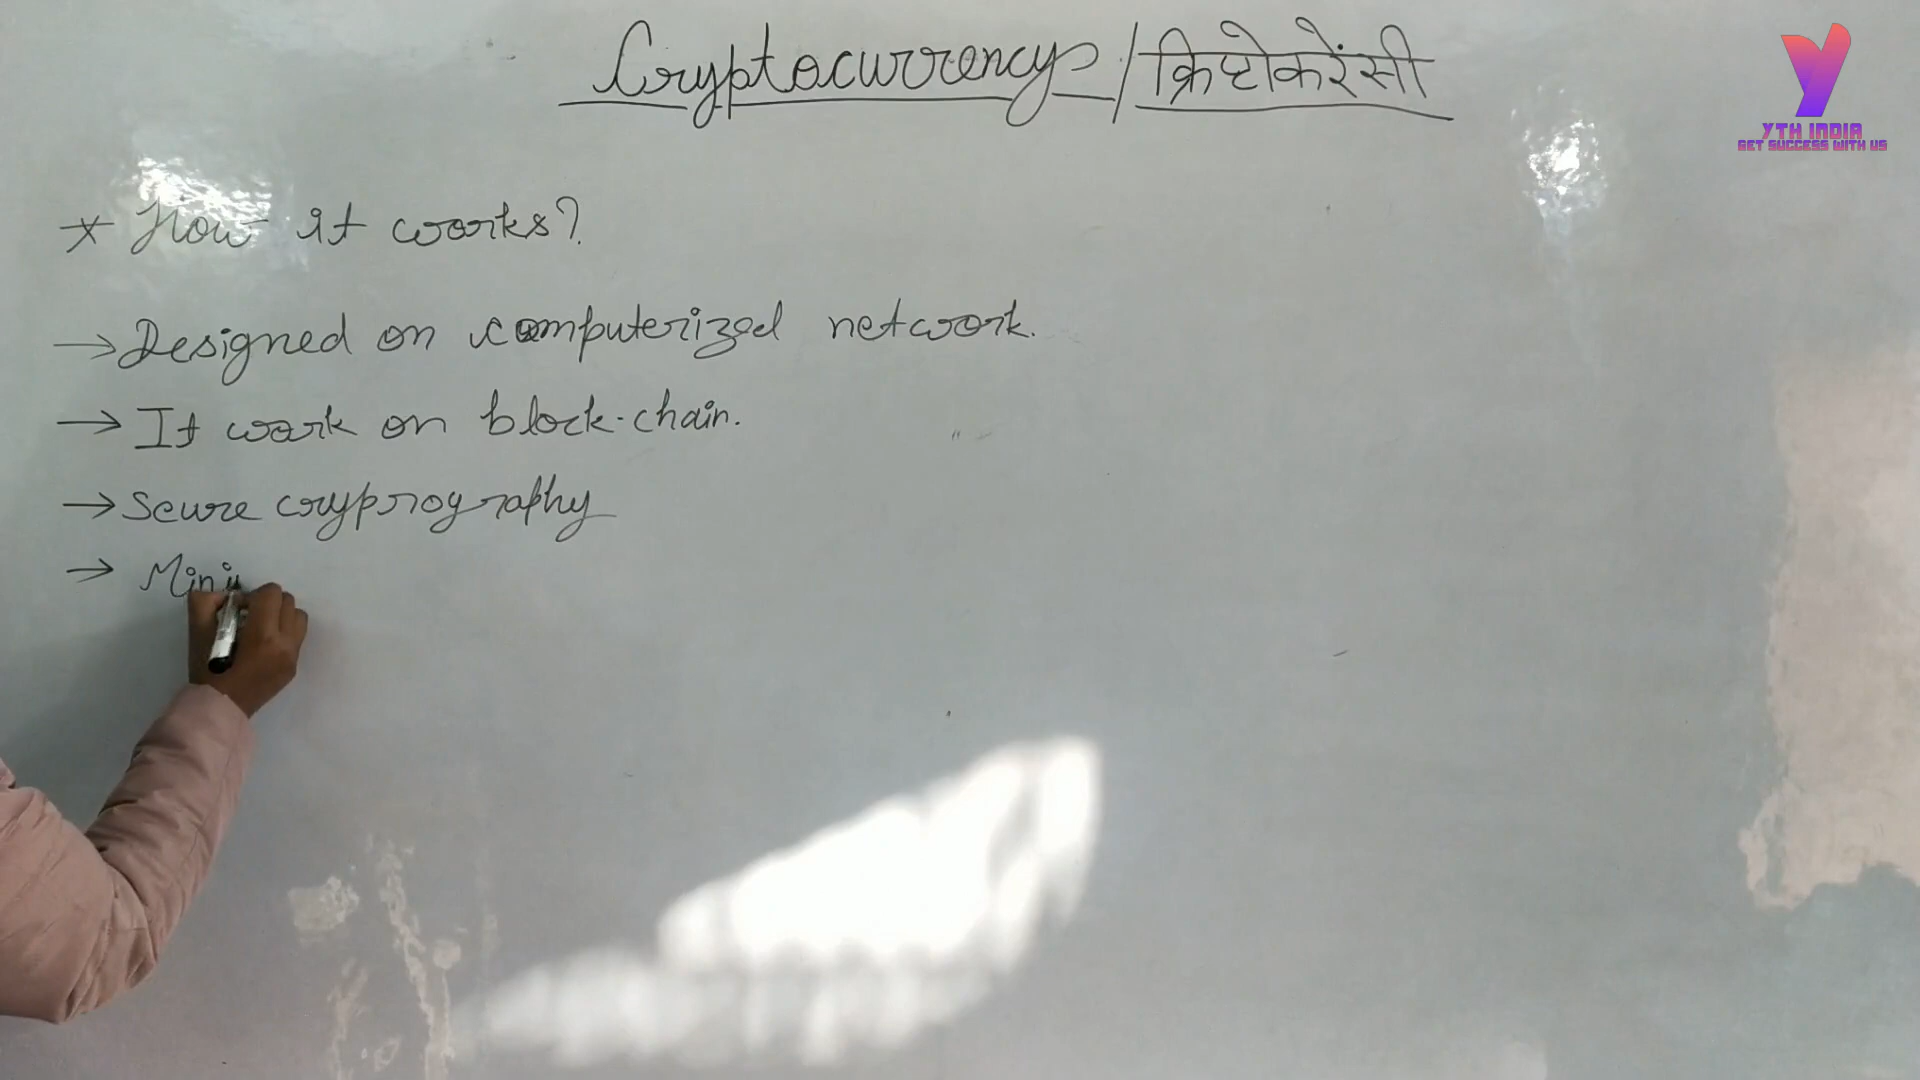 Cryptocurrency / क्रिप्टोकरेंसी
YTH INDIA
GET SUCCESS WITH US
* How it works?
→ Designed on computerized network.
→ It work on block-chain.
→ Scure cryprography
→ Mini